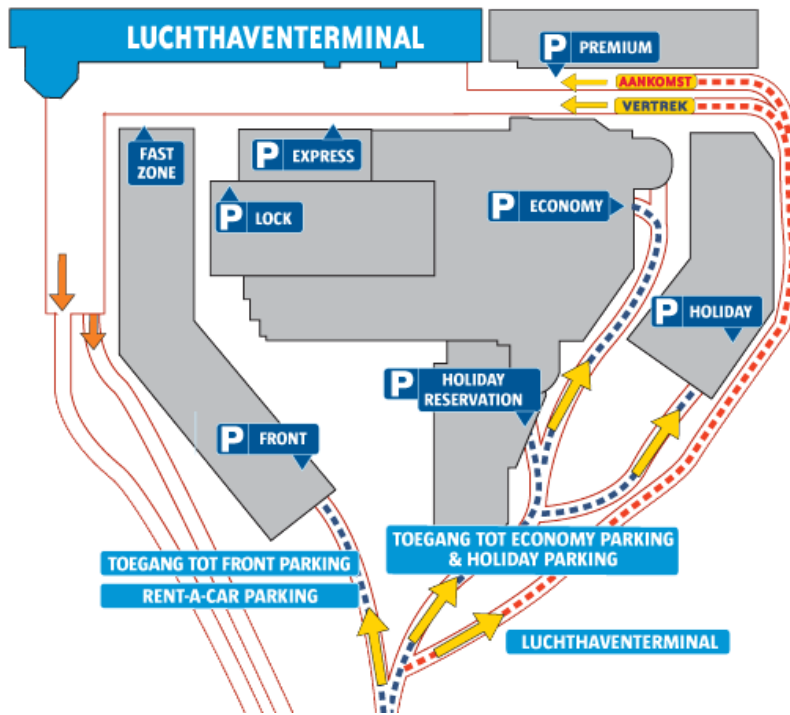 LUCHTHAVENTERMINAL
P PREMIUM
AANKOMST
VERTREK
FAST
ZONE
P EXPRESS
P LOCK
P ECONOMY
P HOLIDAY
P HOLIDAY
RESERVATION
P FRONT
TOEGANG TOT FRONT PARKING
RENT-A-CAR PARKING
TOEGANG TOT ECONOMY PARKING
& HOLIDAY PARKING
LUCHTHAVENTERMINAL